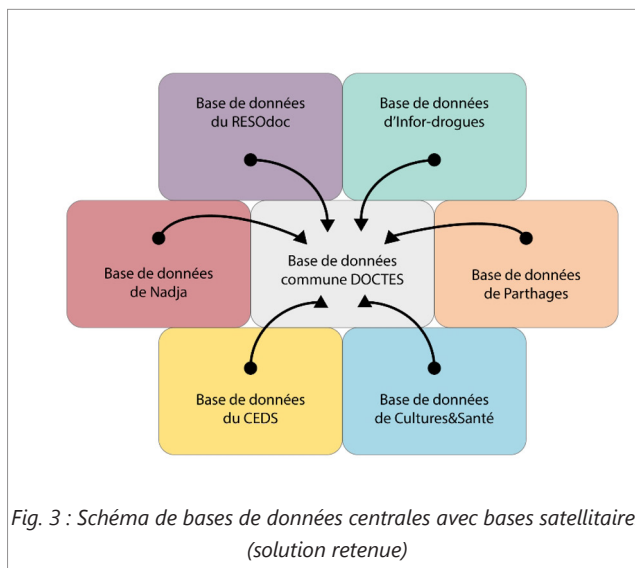 Base de données
du RESOdoc
Base de données
d'Infor-drogues
Base de données
de Nadja
Base de données
commune DOCTES
Base de données
de Parthages
Base de données
du CEDS
Base de données
de Cultures&Santé
Fig. 3 : Schéma de bases de données centrales avec bases satellitaire
(solution retenue)